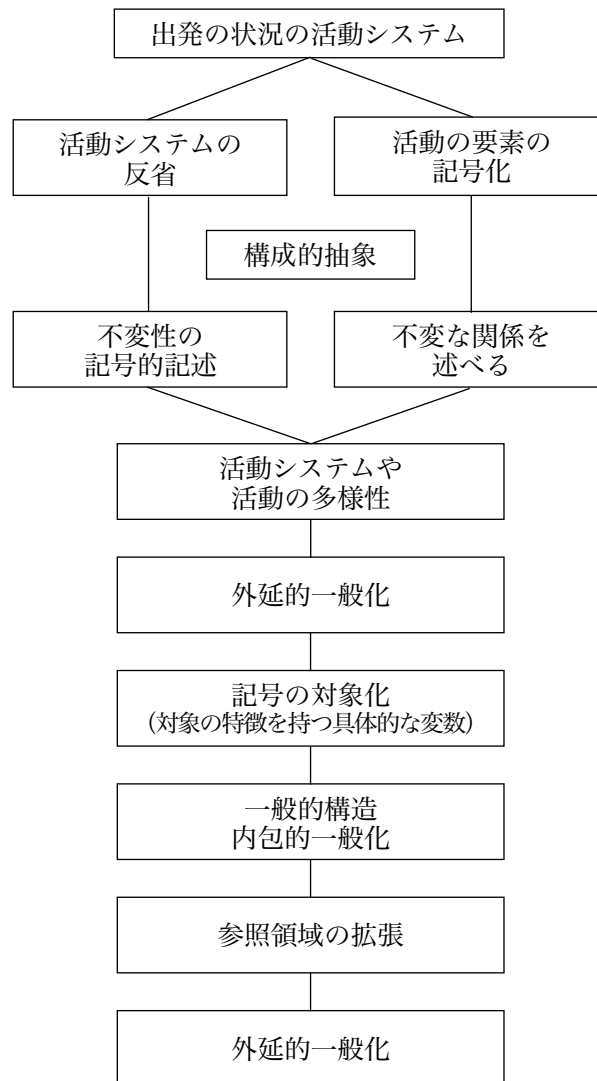 出発の状況の活動システム
活動システムの
反省
活動の要素の
記号化
構成的抽象
不変性の
記号的記述
不変な関係を
述べる
活動システムや
活動の多様性
外延的一般化
記号の対象化
（対象の特徴を持つ具体的な変数）
一般的構造
内包的一般化
参照領域の拡張
外延的一般化